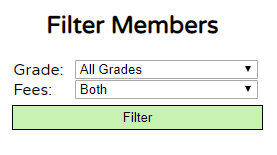 Filter Members
Grade: All Grades
Fees: Both
Filter